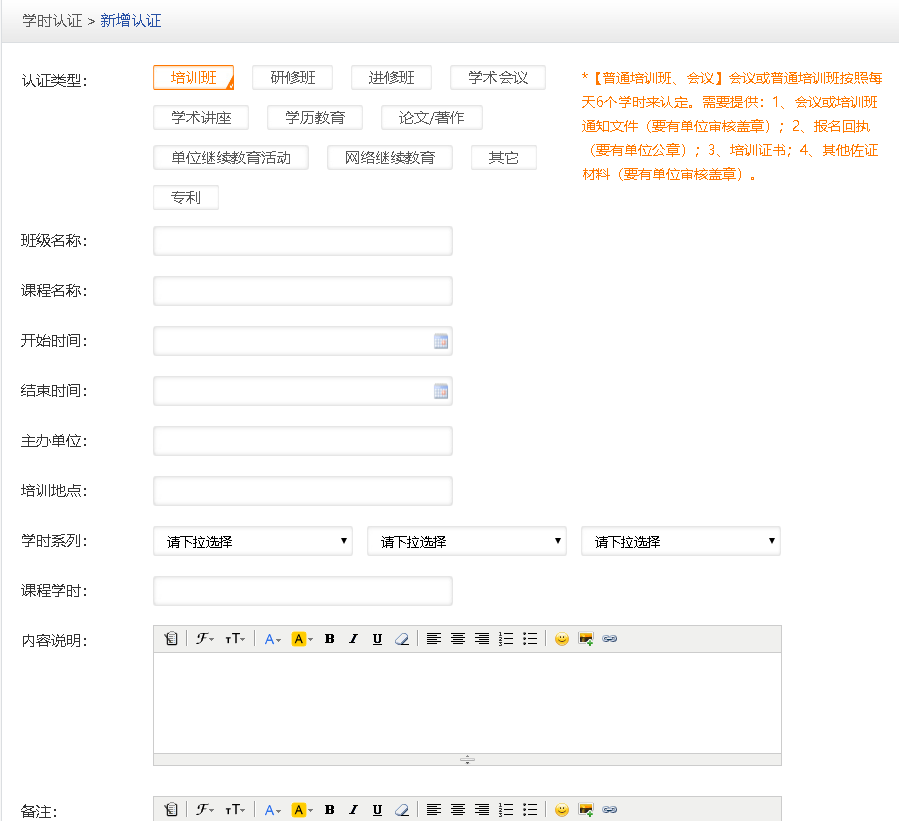 学时认证 > 新增认证
认证类型:
培训班 研修班 进修班 学术会议
学术讲座 学历教育 论文/著作
单位继续教育活动 网络继续教育 其它
专利
*【普通培训班、会议】会议或普通培训班按照每
天6个学时来认定。需要提供：1、会议或培训班
通知文件（要有单位审核盖章）；2、报名回执
（要有单位公章）；3、培训证书；4、其他佐证
材料（要有单位审核盖章）。
班级名称:
课程名称:
开始时间:
结束时间:
主办单位:
培训地点:
学时系列: 请下拉选择 请下拉选择 请下拉选择
课程学时:
内容说明:
备注: